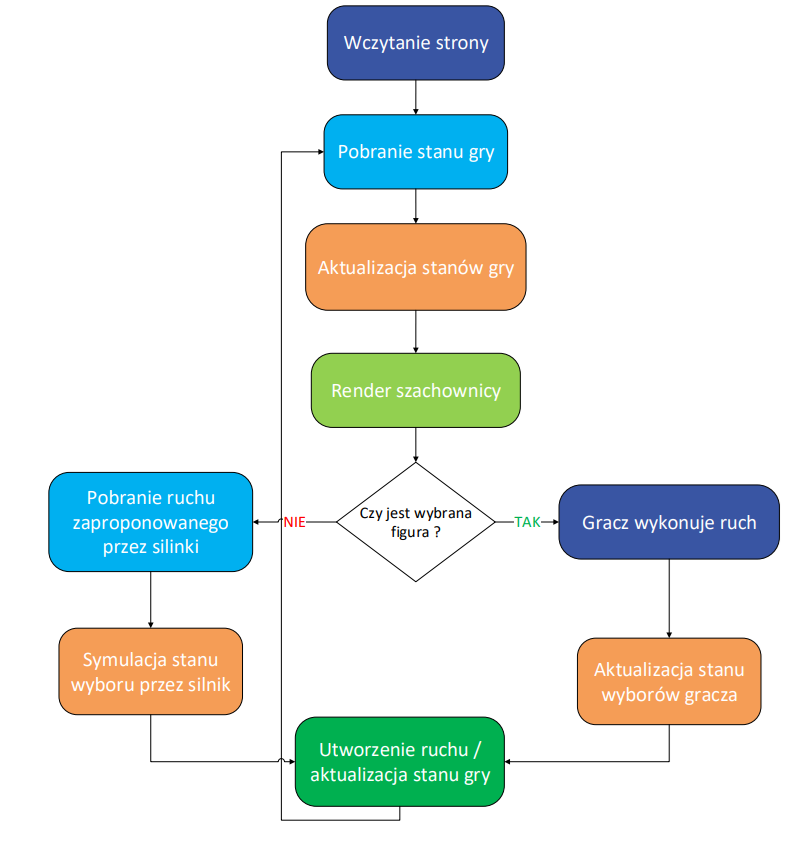 Wczytanie strony
Pobranie stanu gry
Aktualizacja stanów gry
Render szachownicy
Czy jest wybrana
figura ?
NIE
TAK
Pobranie ruchu
zaproponowanego
przez silinki
Gracz wykonuje ruch
Symulacja stanu
wyboru przez silnik
Aktualizacja stanu
wyborów gracza
Utworzenie ruchu /
aktualizacja stanu gry